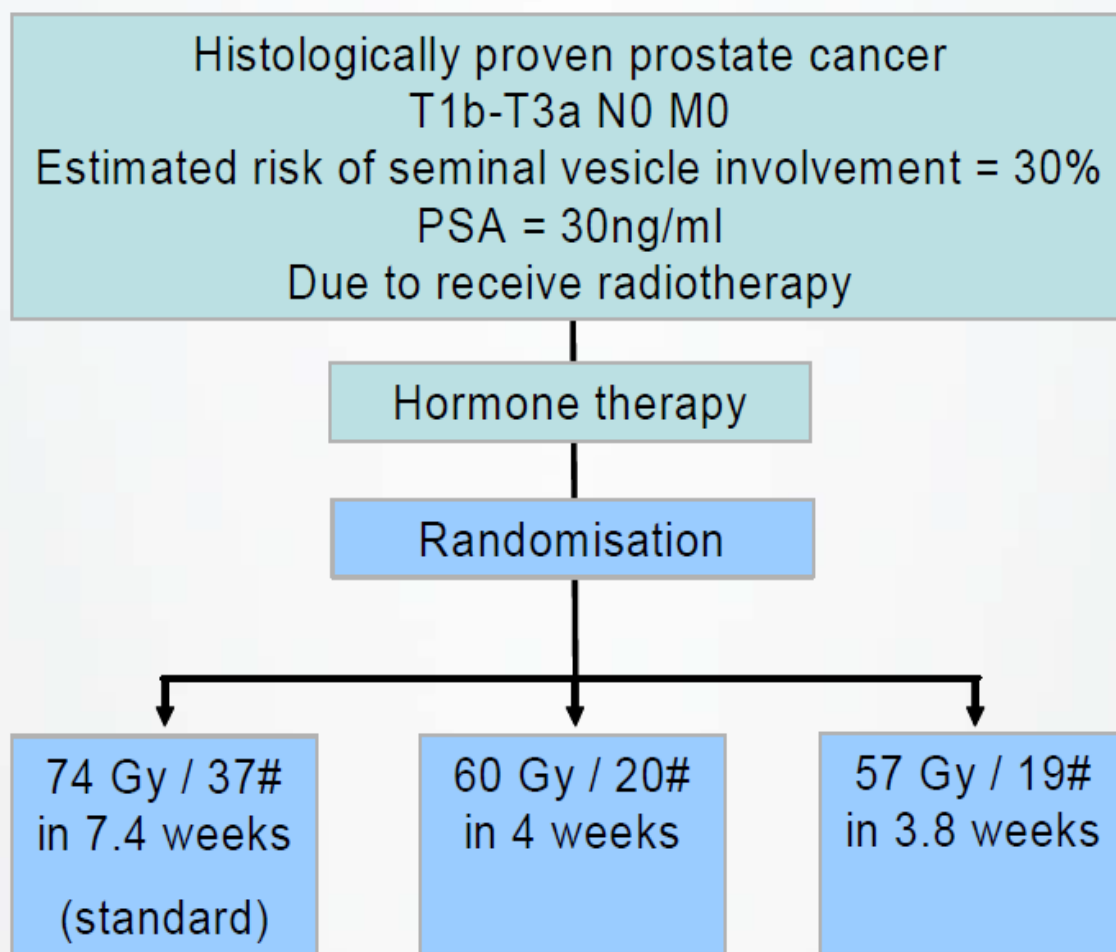 Histologically proven prostate cancer
T1b-T3a N0 M0
Estimated risk of seminal vesicle involvement = 30%
PSA = 30ng/ml
Due to receive radiotherapy
Hormone therapy
Randomisation
74 Gy / 37#
in 7.4 weeks
(standard)
60 Gy / 20#
in 4 weeks
57 Gy / 19#
in 3.8 weeks